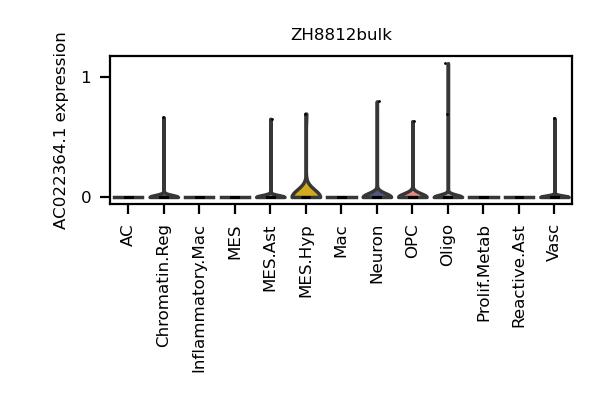 ZH8812bulk
AC022364.1 expression
1
0
AC
Chromatin.Reg
Inflammatory.Mac
MES
MES.Ast
MES.Hyp
Mac
Neuron
OPC
Oligo
Prolif.Metab
Reactive.Ast
Vasc